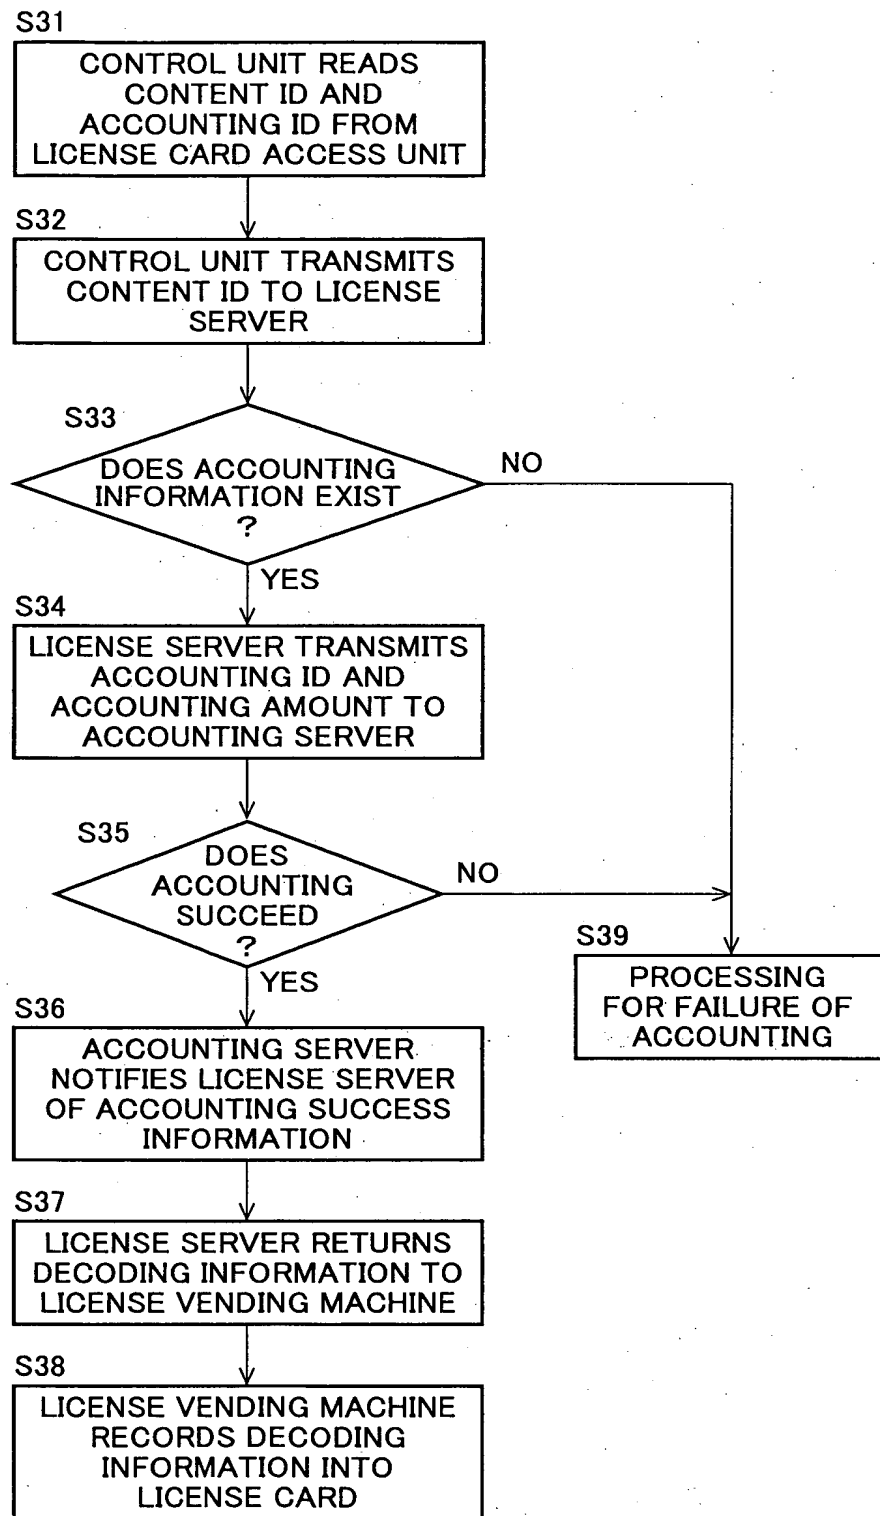 S31
CONTROL UNIT READS
CONTENT ID AND
ACCOUNTING ID FROM
LICENSE CARD ACCESS UNIT
S32
CONTROL UNIT TRANSMITS
CONTENT ID TO LICENSE
SERVER
S33
DOES ACCOUNTING
INFORMATION EXIST
?
NO
YES
S34
LICENSE SERVER TRANSMITS
ACCOUNTING ID AND
ACCOUNTING AMOUNT TO
ACCOUNTING SERVER
S35
DOES
ACCOUNTING
SUCCEED
?
NO
YES
S39
PROCESSING
FOR FAILURE OF
ACCOUNTING
S36
ACCOUNTING SERVER
NOTIFIES LICENSE SERVER
OF ACCOUNTING SUCCESS
INFORMATION
S37
LICENSE SERVER RETURNS
DECODING INFORMATION TO
LICENSE VENDING MACHINE
S38
LICENSE VENDING MACHINE
RECORDS DECODING
INFORMATION INTO
LICENSE CARD